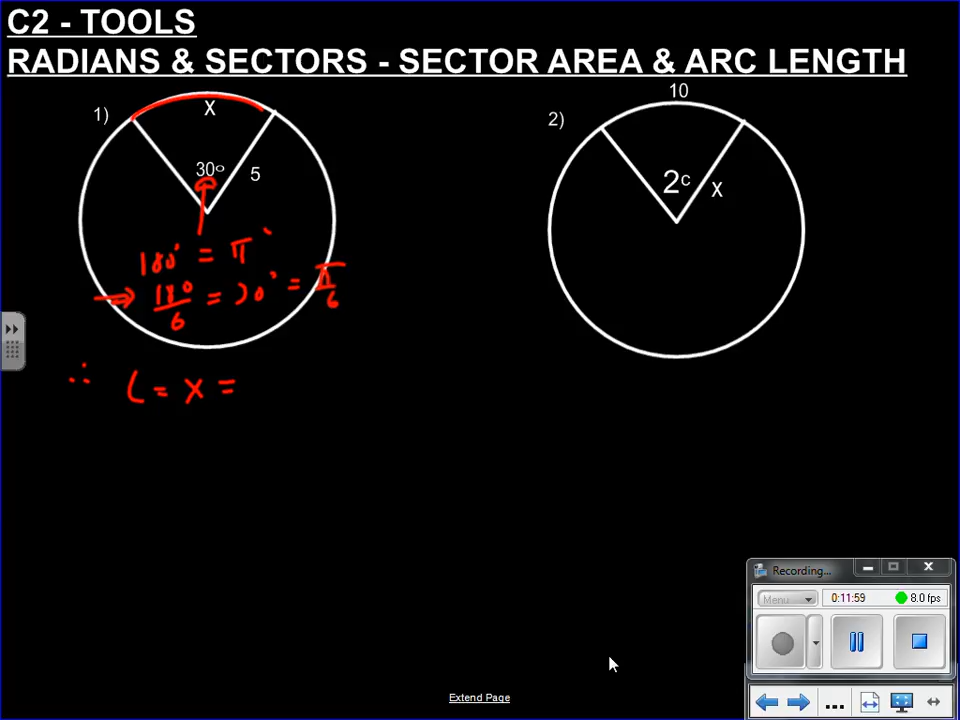 C2 - TOOLS
RADIANS & SECTORS - SECTOR AREA & ARC LENGTH
1)
X
30º
5
180° = π ͨ
⇒ 180/6 = 30° = π/6
∴ L = X =
2)
10
2ᶜ
X
Recording...
Menu
0:11:59
8.0 fps
...
Extend Page